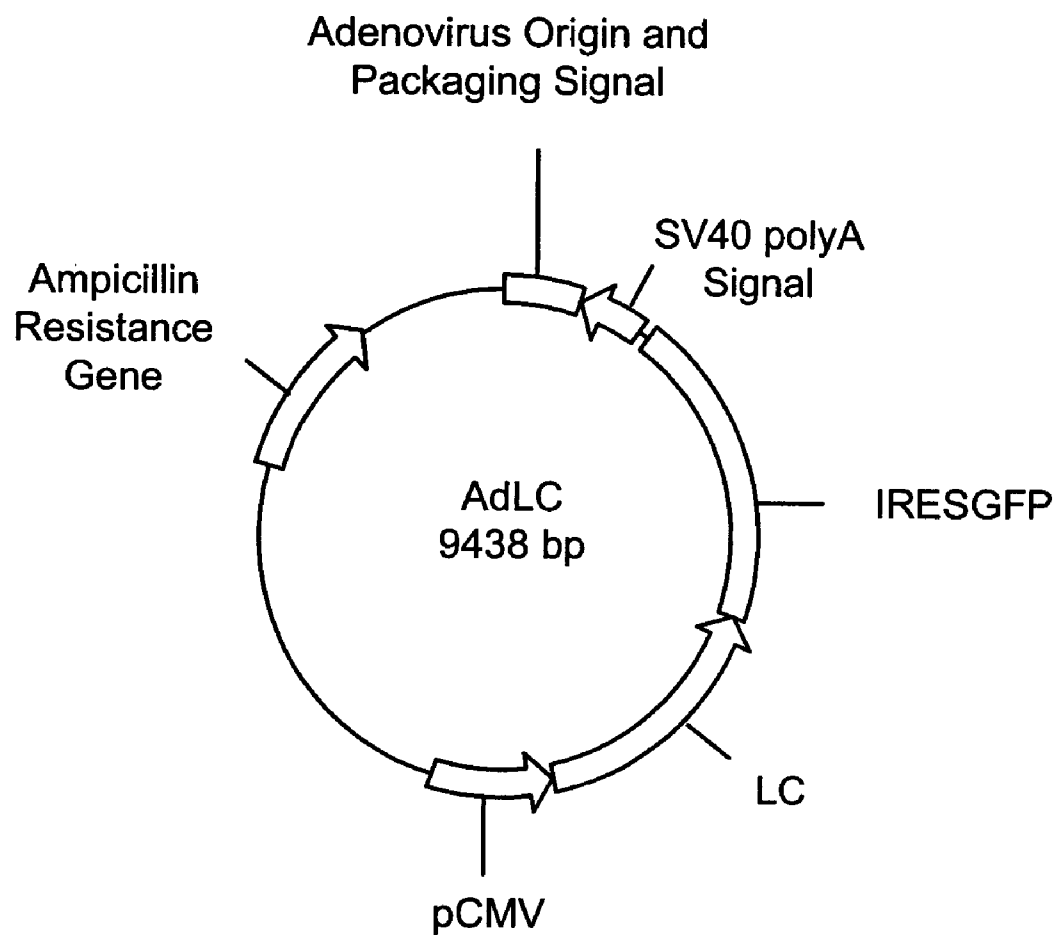 Adenovirus Origin and
Packaging Signal
SV40 polyA
Signal
Ampicillin
Resistance
Gene
AdLC
9438 bp
IRESGFP
LC
pCMV